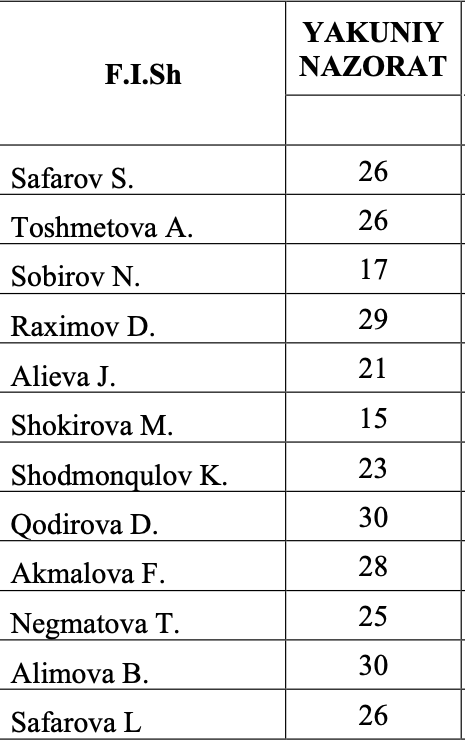 F.I.Sh
YAKUNIY
NAZORAT
Safarov S. 26
Toshmetova A. 26
Sobirov N. 17
Raximov D. 29
Alieva J. 21
Shokirova M. 15
Shodmonqulov K. 23
Qodirova D. 30
Akmalova F. 28
Negmatova T. 25
Alimova B. 30
Safarova L 26